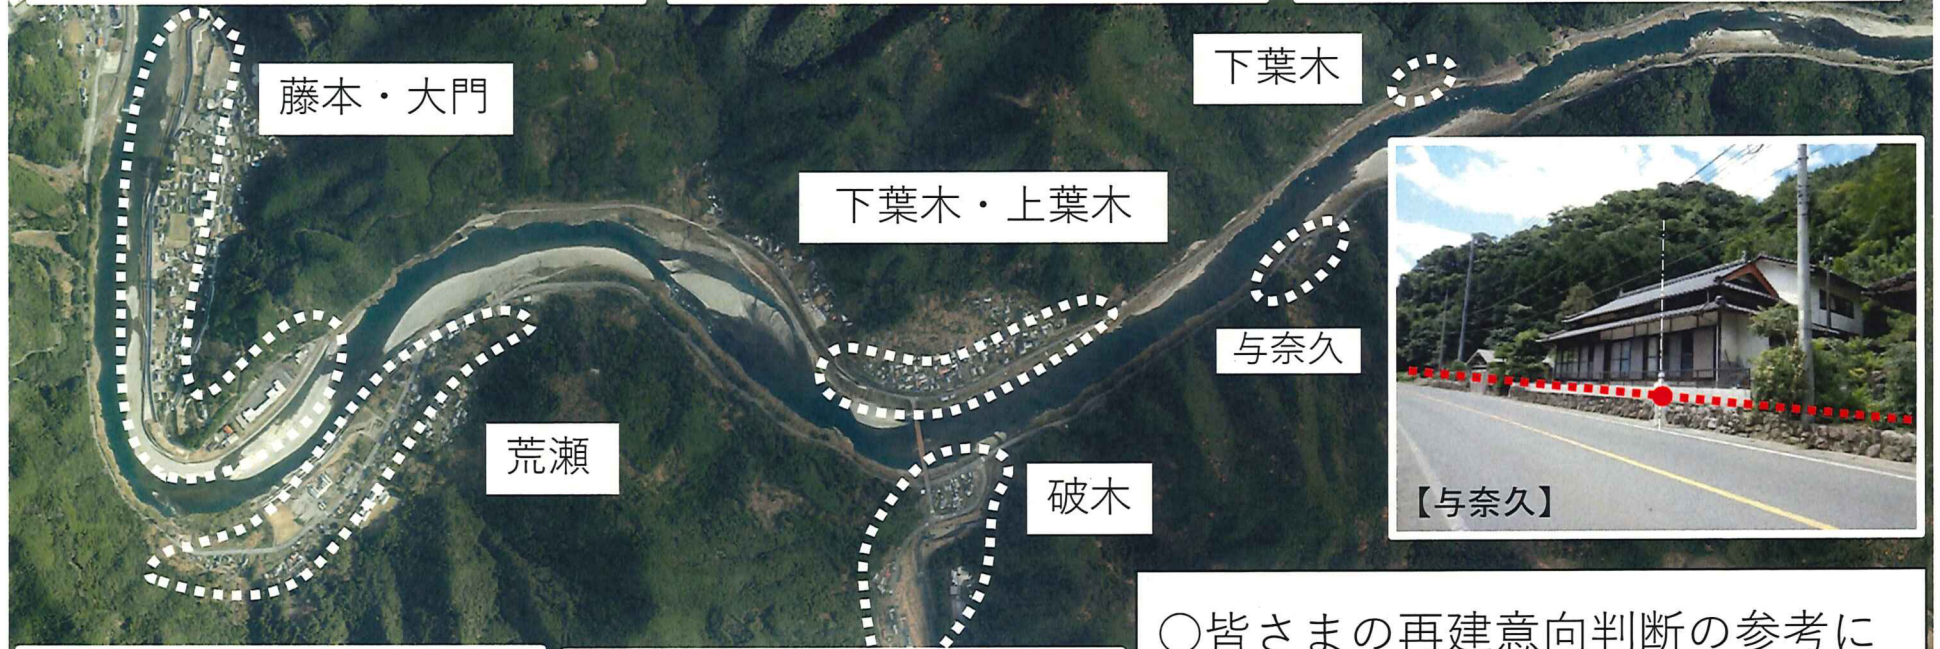 下葉木
藤本・大門
下葉木・上葉木
与奈久
荒瀬
破木
【与奈久】
○皆さまの再建意向判断の参考に